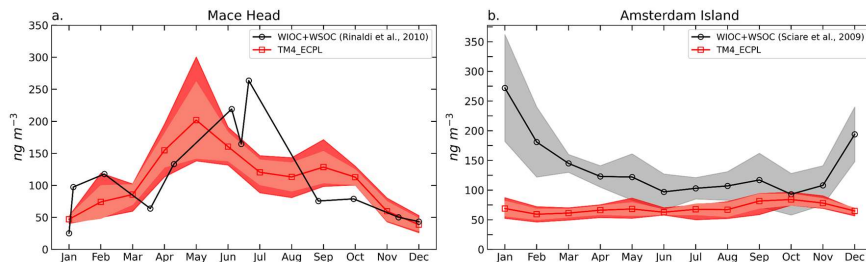 a.
Mace Head
WIOC+WSOC (Rinaldi et al., 2010)
TM4_ECPL
ng m⁻³
350
300
250
200
150
100
50
0
Jan Feb Mar Apr May Jun Jul Aug Sep Oct Nov Dec
b.
Amsterdam Island
WIOC+WSOC (Sciare et al., 2009)
TM4_ECPL
ng m⁻³
350
300
250
200
150
100
50
0
Jan Feb Mar Apr May Jun Jul Aug Sep Oct Nov Dec